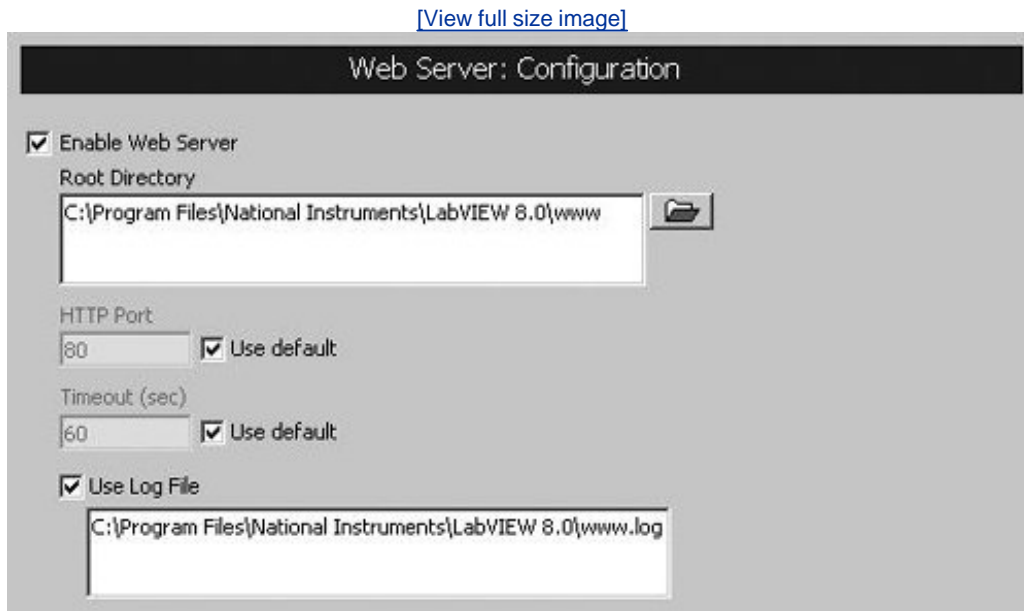 [View full size image]
Web Server: Configuration
Enable Web Server
Root Directory
C:\Program Files\National Instruments\LabVIEW 8.0\www
HTTP Port
80 Use default
Timeout (sec)
60 Use default
Use Log File
C:\Program Files\National Instruments\LabVIEW 8.0\www.log